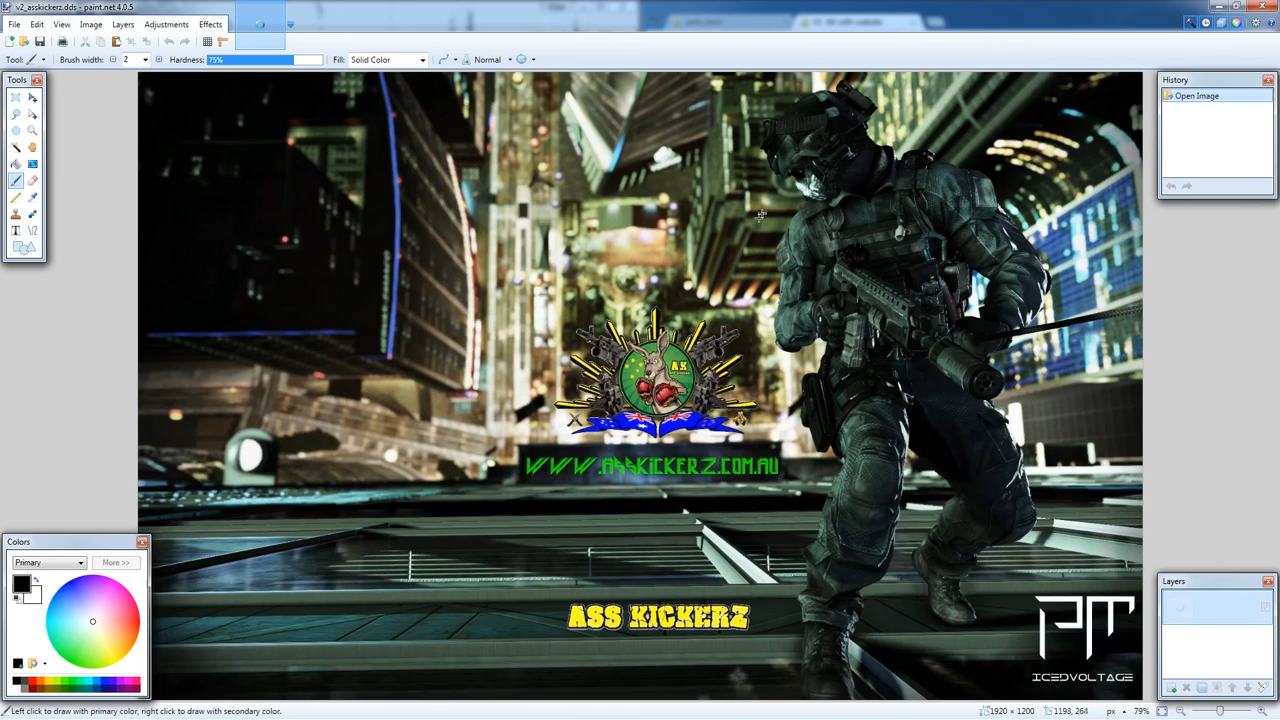 v2_asskickerz.dds - paint.net 4.0.5
File Edit View Image Layers Adjustments Effects
Tool: Brush width: 2 Hardness: 75% Fill: Solid Color Normal
Tools
History
Open Image
AK
WWW.ASSKICKERZ.COM.AU
Colors
Primary More >>
Layers
ASS KICKERZ
PM
ICEDVOLTAGE
Left click to draw with primary color, right click to draw with secondary color. 1920 × 1200 1193, 268 px 79%